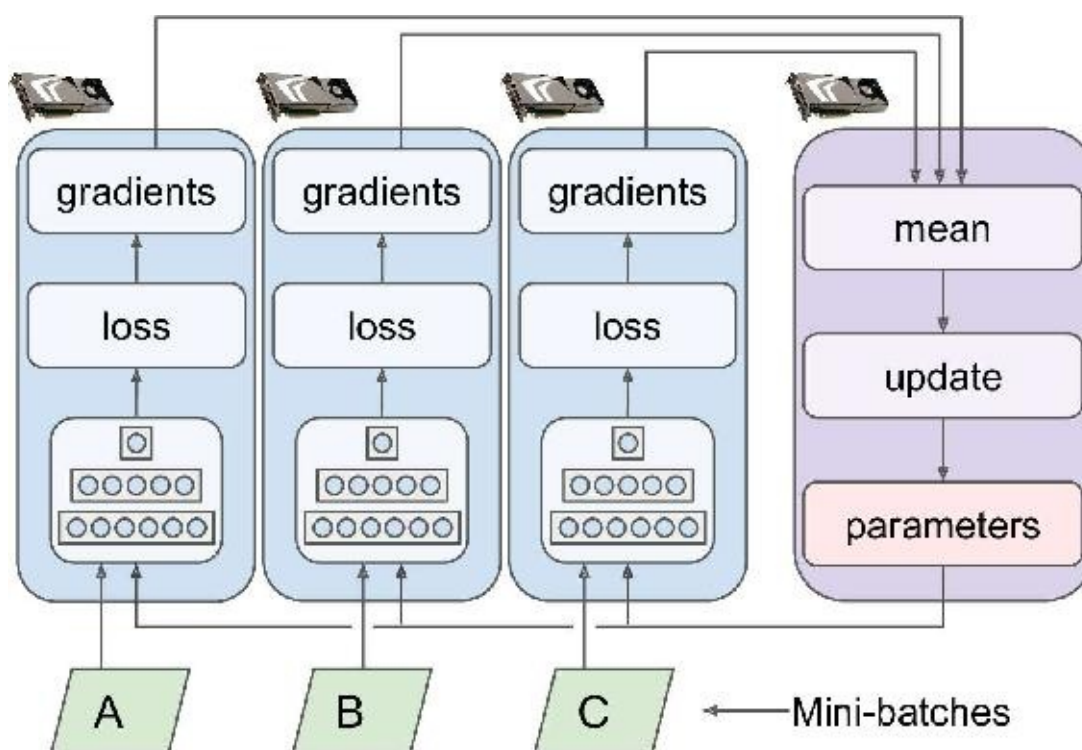 gradients
gradients
gradients
mean
loss
loss
loss
update
parameters
A
B
C
Mini-batches